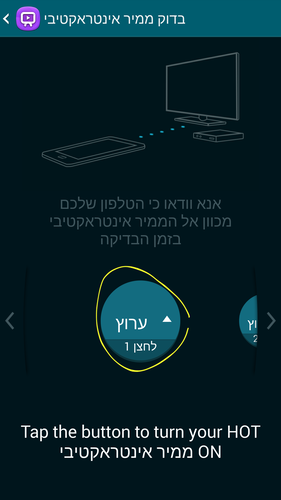 בדוק ממיר אינטראקטיבי
אנא וודאו כי הטלפון שלכם
מכוון אל הממיר אינטראקטיבי
בזמן הבדיקה
ערוץ
לחצן 1
Tap the button to turn your HOT
ממיר אינטראקטיבי ON